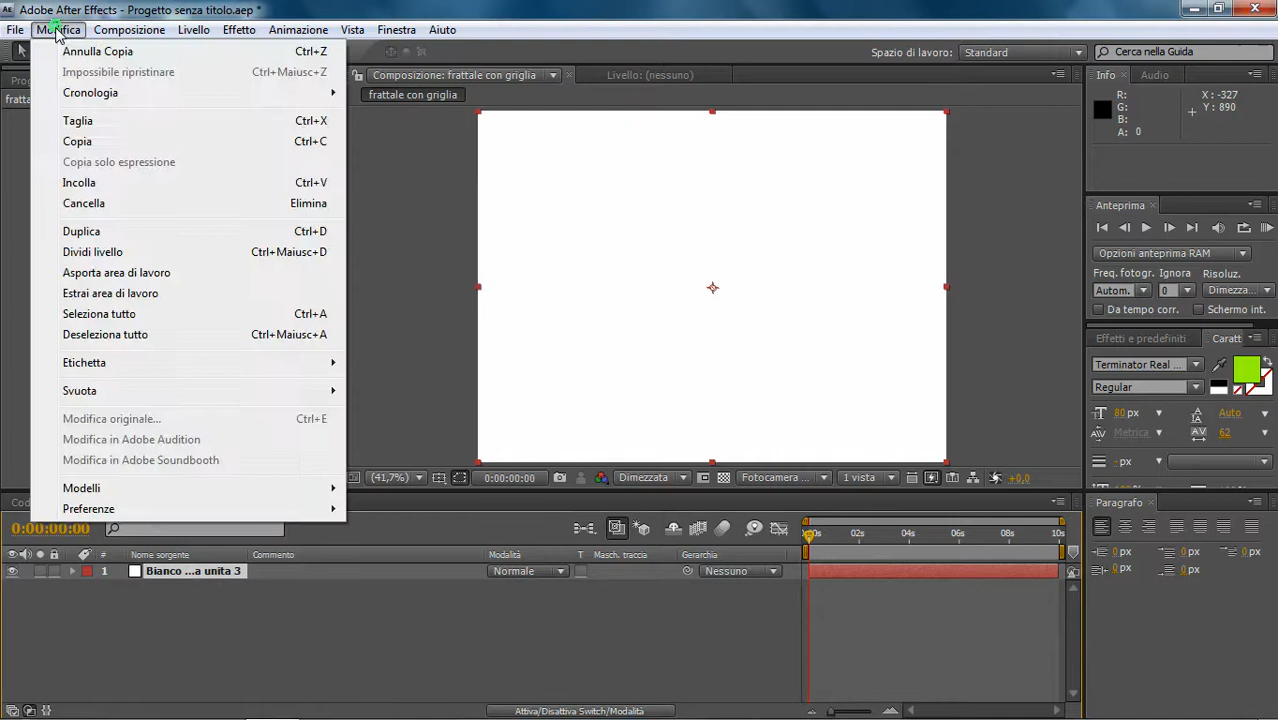 Adobe After Effects - Progetto senza titolo.aep *
File Modifica Composizione Livello Effetto Animazione Vista Finestra Aiuto
Spazio di lavoro: Standard
Cerca nella Guida
Annulla Copia Ctrl+Z
Impossibile ripristinare Ctrl+Maiusc+Z
Cronologia
Taglia Ctrl+X
Copia Ctrl+C
Copia solo espressione
Incolla Ctrl+V
Cancella Elimina
Duplica Ctrl+D
Dividi livello Ctrl+Maiusc+D
Asporta area di lavoro
Estrai area di lavoro
Seleziona tutto Ctrl+A
Deseleziona tutto Ctrl+Maiusc+A
Etichetta
Svuota
Modifica originale... Ctrl+E
Modifica in Adobe Audition
Modifica in Adobe Soundbooth
Modelli
Preferenze
Composizione: frattale con griglia
Livello: (nessuno)
frattale con griglia
(41,7%) 0:00:00:00 Dimezzata Fotocamera ... 1 vista +0,0
Info Audio
R: X: -327
G: Y: 890
B:
A: 0
Anteprima
Opzioni anteprima RAM
Freq. fotogr. Ignora Risoluz.
Autom. 0 Dimezza...
Da tempo corr. Schermo int.
Effetti e predefiniti Caratt
Terminator Real ...
Regular
80 px Auto
Metrica 62
- px
Paragrafo
0 px 0 px 0 px
0 px 0 px
0:00:00:00
02s 04s 06s 08s 10s
Nome sorgente Commento Modalità T Masch. traccia Gerarchia
1 Bianco ...a unita 3 Normale Nessuno
Attiva/Disattiva Switch/Modalità